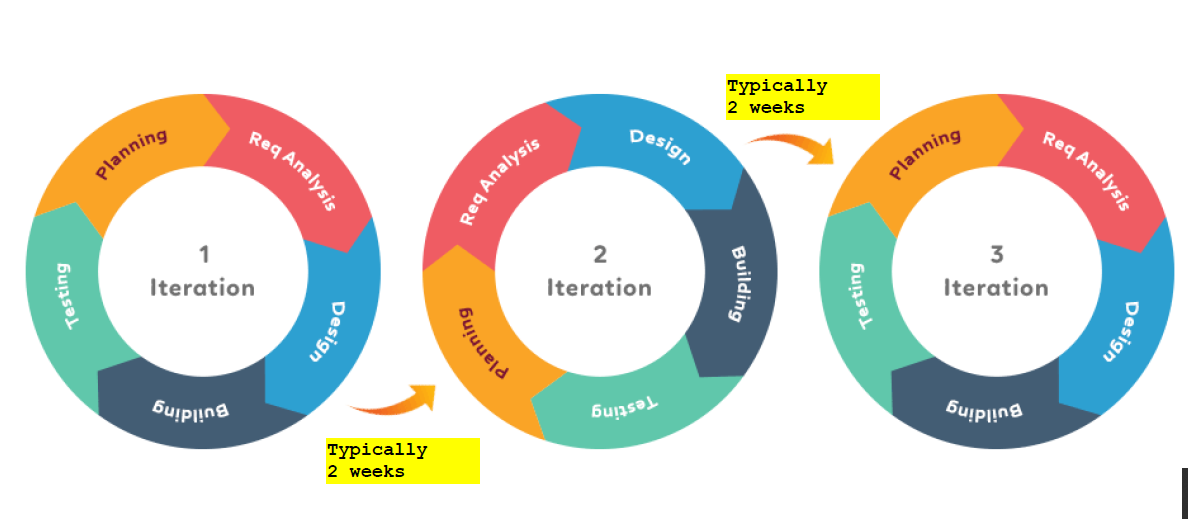 Planning
Req Analysis
Design
Building
Testing
1
Iteration
Typically
2 weeks
Planning
Req Analysis
Design
Building
Testing
2
Iteration
Typically
2 weeks
Planning
Req Analysis
Design
Building
Testing
3
Iteration